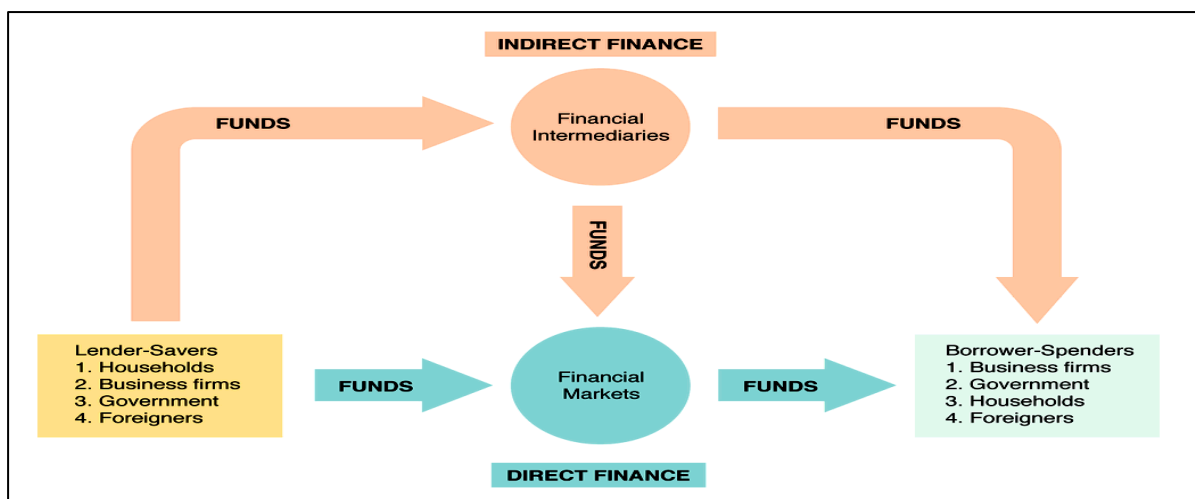 INDIRECT FINANCE
FUNDS
Financial
Intermediaries
FUNDS
FUNDS
Lender-Savers
1. Households
2. Business firms
3. Government
4. Foreigners
FUNDS
Financial
Markets
FUNDS
Borrower-Spenders
1. Business firms
2. Government
3. Households
4. Foreigners
DIRECT FINANCE